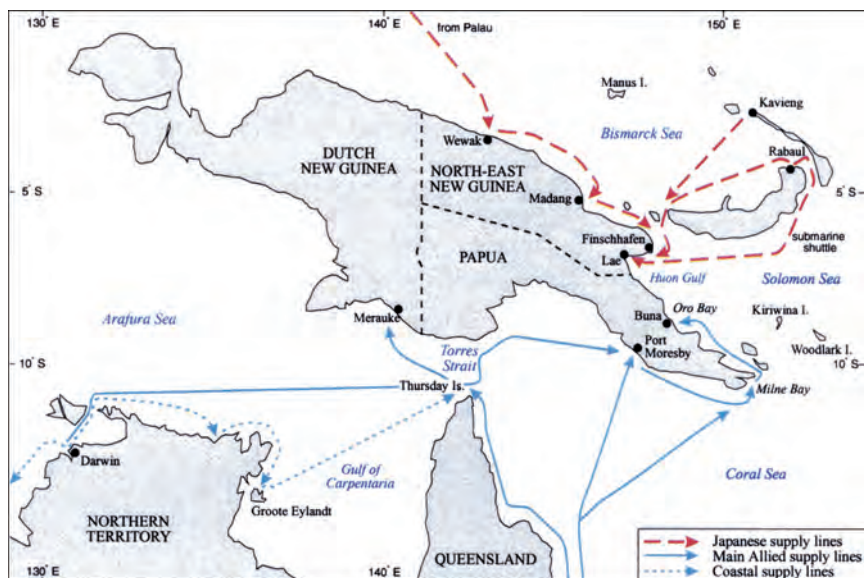 130° E
140° E
150° E
from Palau
Manus I.
Kavieng
Bismarck Sea
Rabaul
Wewak
DUTCH
NEW GUINEA
NORTH-EAST
NEW GUINEA
5° S
5° S
Madang
Finschhafen
submarine
shuttle
Lae
PAPUA
Huon Gulf
Solomon Sea
Arafura Sea
Merauke
Buna
Oro Bay
Kiriwina I.
Torres
Strait
Port
Moresby
Woodlark I.
10° S
10° S
Thursday Is.
Milne Bay
Darwin
Gulf of
Carpentaria
Coral Sea
Groote Eylandt
NORTHERN
TERRITORY
QUEENSLAND
Japanese supply lines
Main Allied supply lines
Coastal supply lines
130° E
140° E
150° E